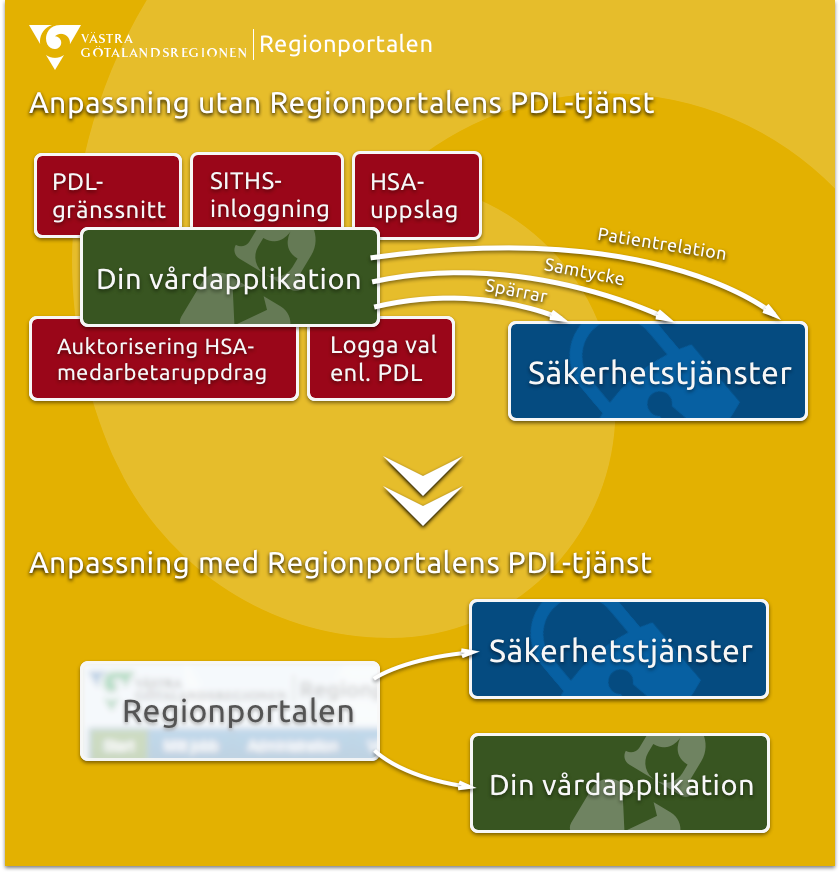 VÄSTRA
GÖTALANDSREGIONEN
Regionportalen
Anpassning utan Regionportalens PDL-tjänst
PDL-
gränssnitt
SITHS-
inloggning
HSA-
uppslag
Din vårdapplikation
Patientrelation
Samtycke
Spärrar
Auktorisering HSA-
medarbetaruppdrag
Logga val
enl. PDL
Säkerhetstjänster
Anpassning med Regionportalens PDL-tjänst
Säkerhetstjänster
Regionportalen
Din vårdapplikation